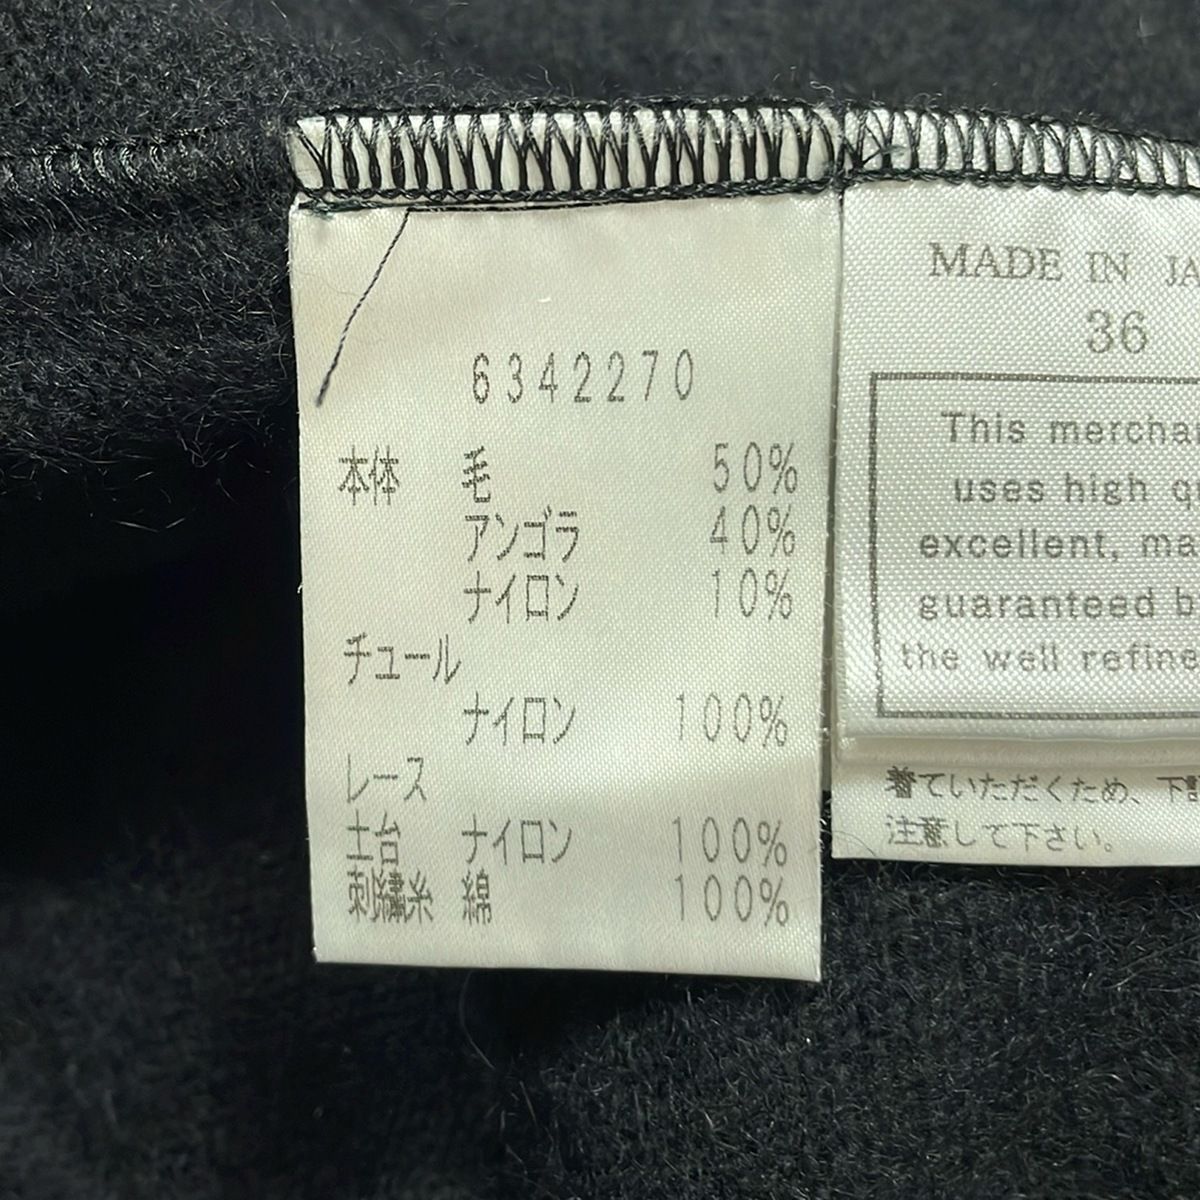 6342270
本体 毛 50%
アンゴラ 40%
ナイロン 10%
チュール
ナイロン 100%
レース
土台 ナイロン 100%
刺繍糸 綿 100%
MADE IN JA
36
This mercha
uses high q
excellent, ma
guaranteed b
the well refine
着ていただくため、下記
注意して下さい。